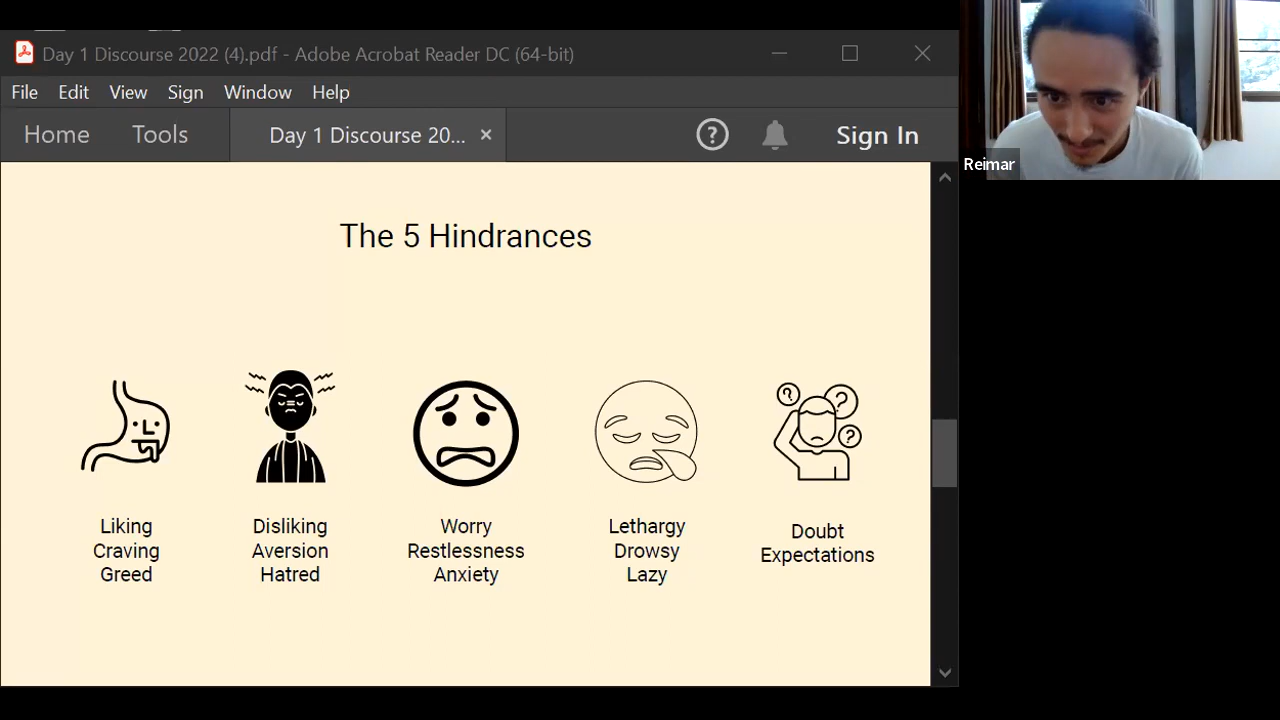 Day 1 Discourse 2022 (4).pdf - Adobe Acrobat Reader DC (64-bit)
File Edit View Sign Window Help
Home Tools Day 1 Discourse 20... × ? Sign In
Reimar
The 5 Hindrances
? ? ?
Liking
Craving
Greed
Disliking
Aversion
Hatred
Worry
Restlessness
Anxiety
Lethargy
Drowsy
Lazy
Doubt
Expectations